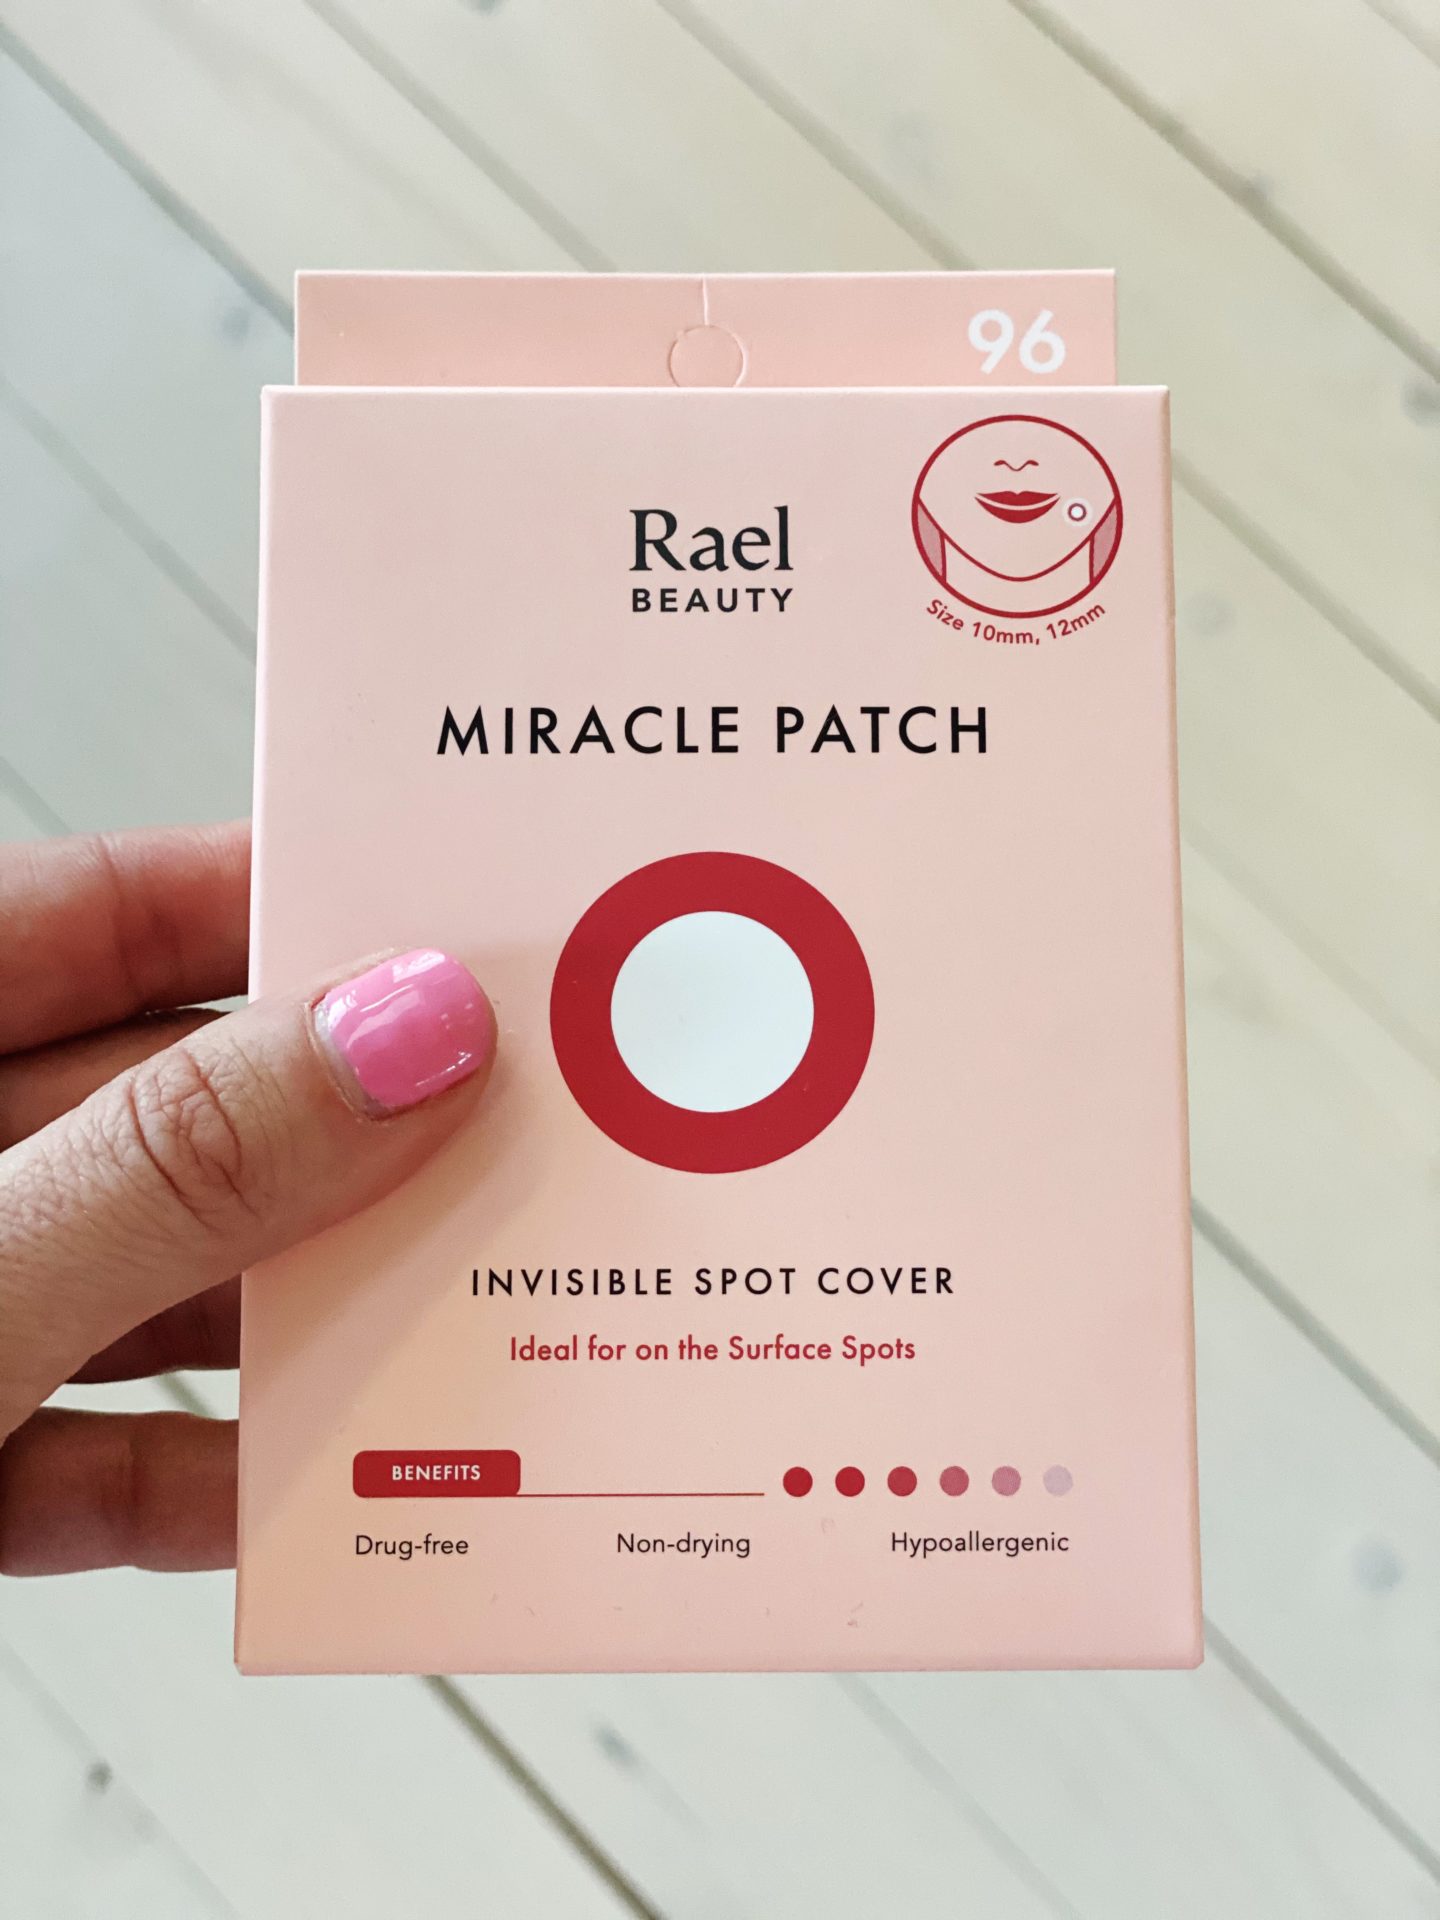 96
Rael
BEAUTY
Size 10mm, 12mm
MIRACLE PATCH
INVISIBLE SPOT COVER
Ideal for on the Surface Spots
BENEFITS
Drug-free Non-drying Hypoallergenic